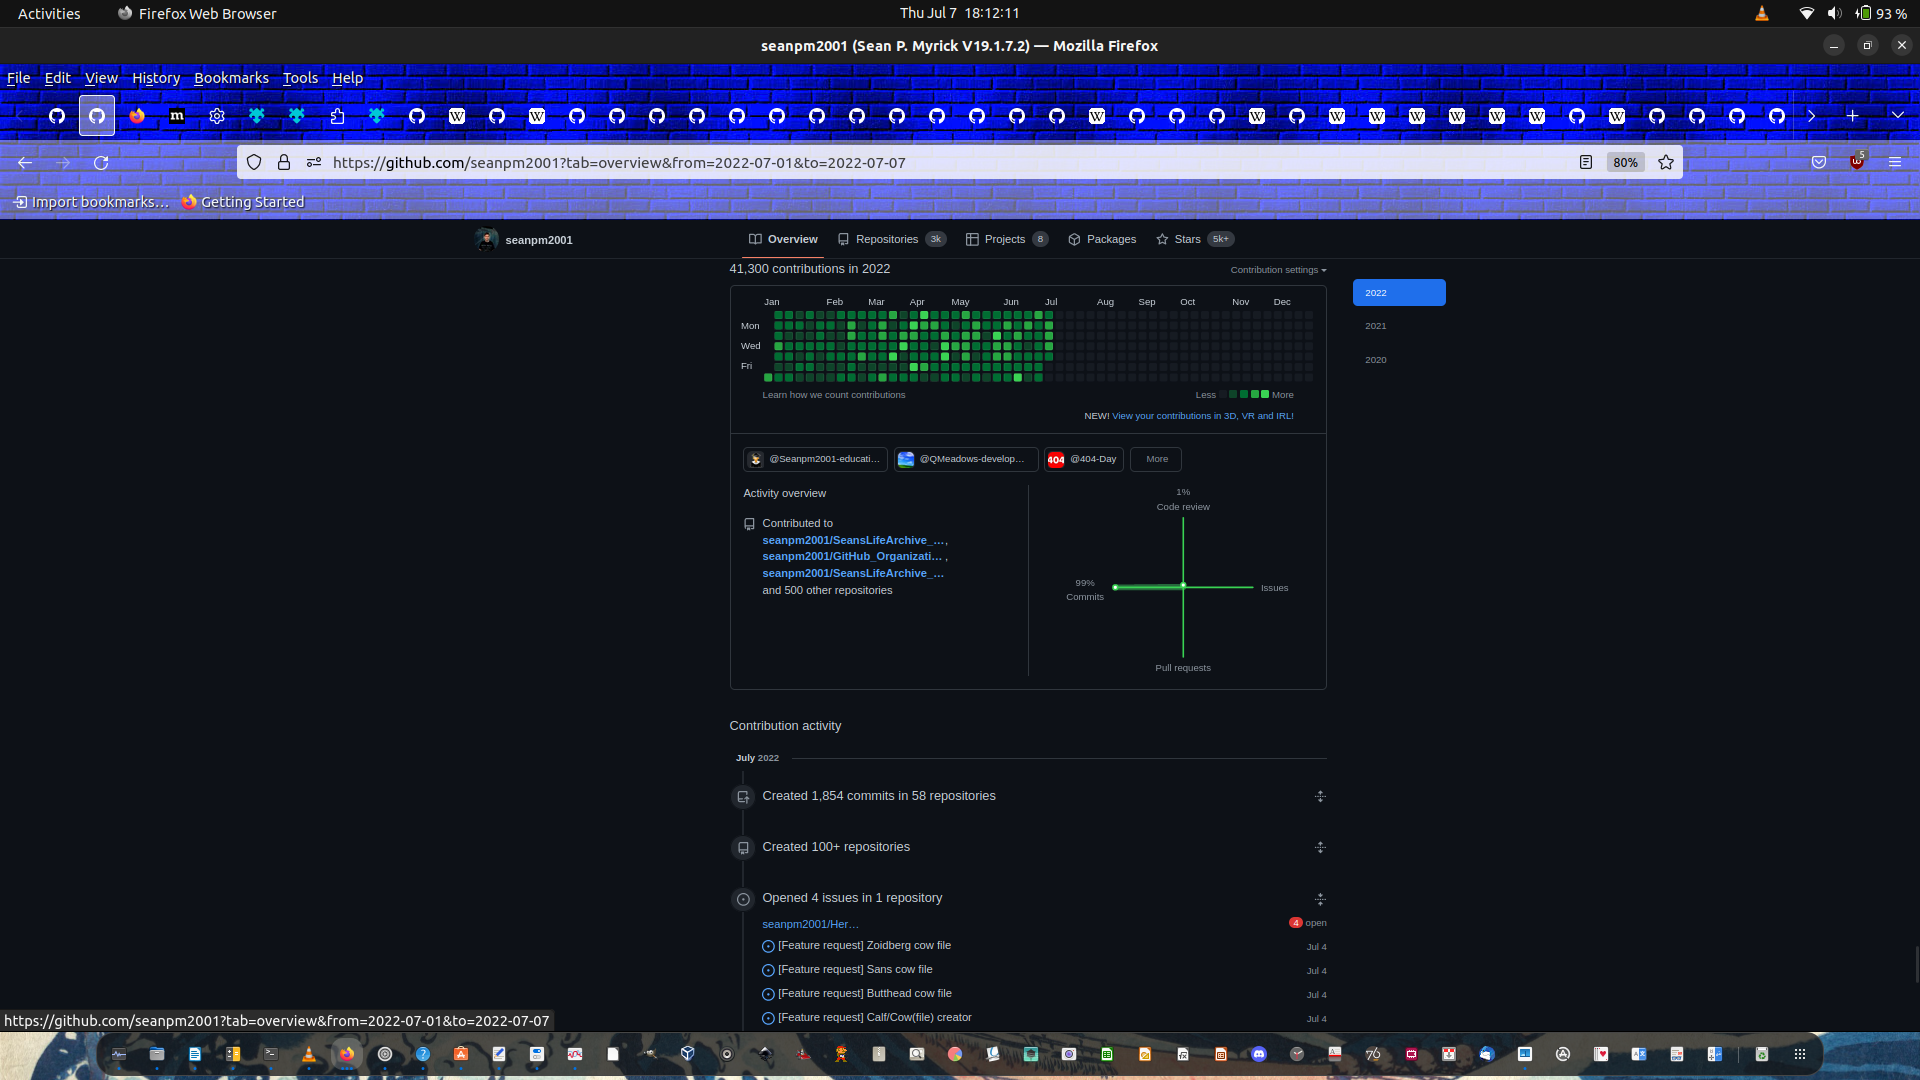 Activities Firefox Web Browser Thu Jul 7 18:12:11 93 %
seanpm2001 (Sean P. Myrick V19.1.7.2) — Mozilla Firefox
File Edit View History Bookmarks Tools Help
https://github.com/seanpm2001?tab=overview&from=2022-07-01&to=2022-07-07 80% 5
Import bookmarks… Getting Started
seanpm2001 Overview Repositories 3k Projects 8 Packages Stars 5k+
41,300 contributions in 2022 Contribution settings
2022
2021
2020
Jan Feb Mar Apr May Jun Jul Aug Sep Oct Nov Dec
Mon
Wed
Fri
Learn how we count contributions Less More
NEW! View your contributions in 3D, VR and IRL!
@Seanpm2001-educati… @QMeadows-develop… 404 @404-Day More
Activity overview
Contributed to
seanpm2001/SeansLifeArchive_…,
seanpm2001/GitHub_Organizati… ,
seanpm2001/SeansLifeArchive_…
and 500 other repositories
1%
Code review
99%
Commits
Issues
Pull requests
Contribution activity
July 2022
Created 1,854 commits in 58 repositories
Created 100+ repositories
Opened 4 issues in 1 repository
seanpm2001/Her… 4 open
[Feature request] Zoidberg cow file Jul 4
[Feature request] Sans cow file Jul 4
[Feature request] Butthead cow file Jul 4
[Feature request] Calf/Cow(file) creator Jul 4
https://github.com/seanpm2001?tab=overview&from=2022-07-01&to=2022-07-07